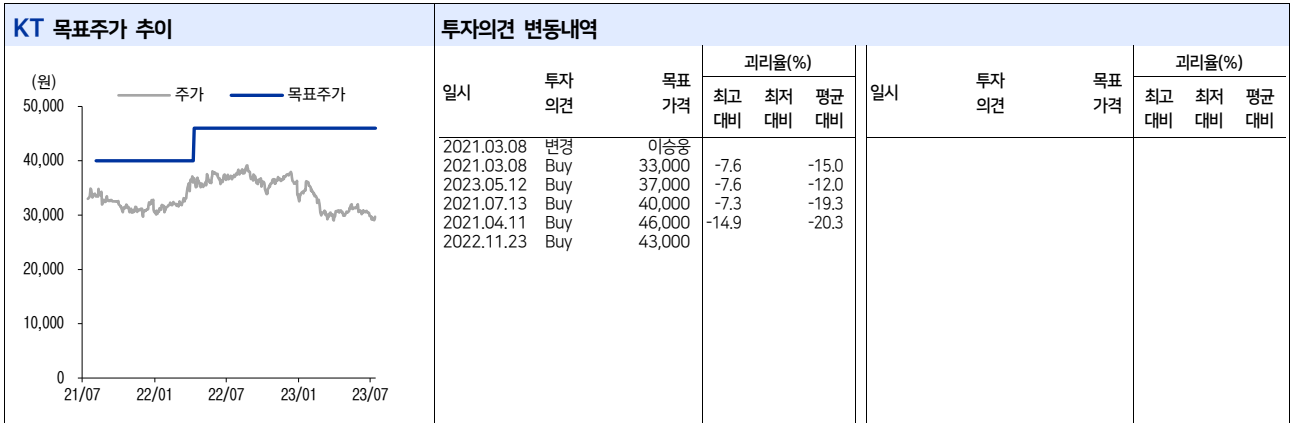 KT 목표주가 추이
(원)
주가
목표주가
50,000
40,000
30,000
20,000
10,000
0
21/07 22/01 22/07 23/01 23/07
투자의견 변동내역
일시 투자의견 목표가격 괴리율(%)
최고대비 최저대비 평균대비
2021.03.08 변경 이승웅
2021.03.08 Buy 33,000 -7.6 -15.0
2023.05.12 Buy 37,000 -7.6 -12.0
2021.07.13 Buy 40,000 -7.3 -19.3
2021.04.11 Buy 46,000 -14.9 -20.3
2022.11.23 Buy 43,000
일시 투자의견 목표가격 괴리율(%)
최고대비 최저대비 평균대비